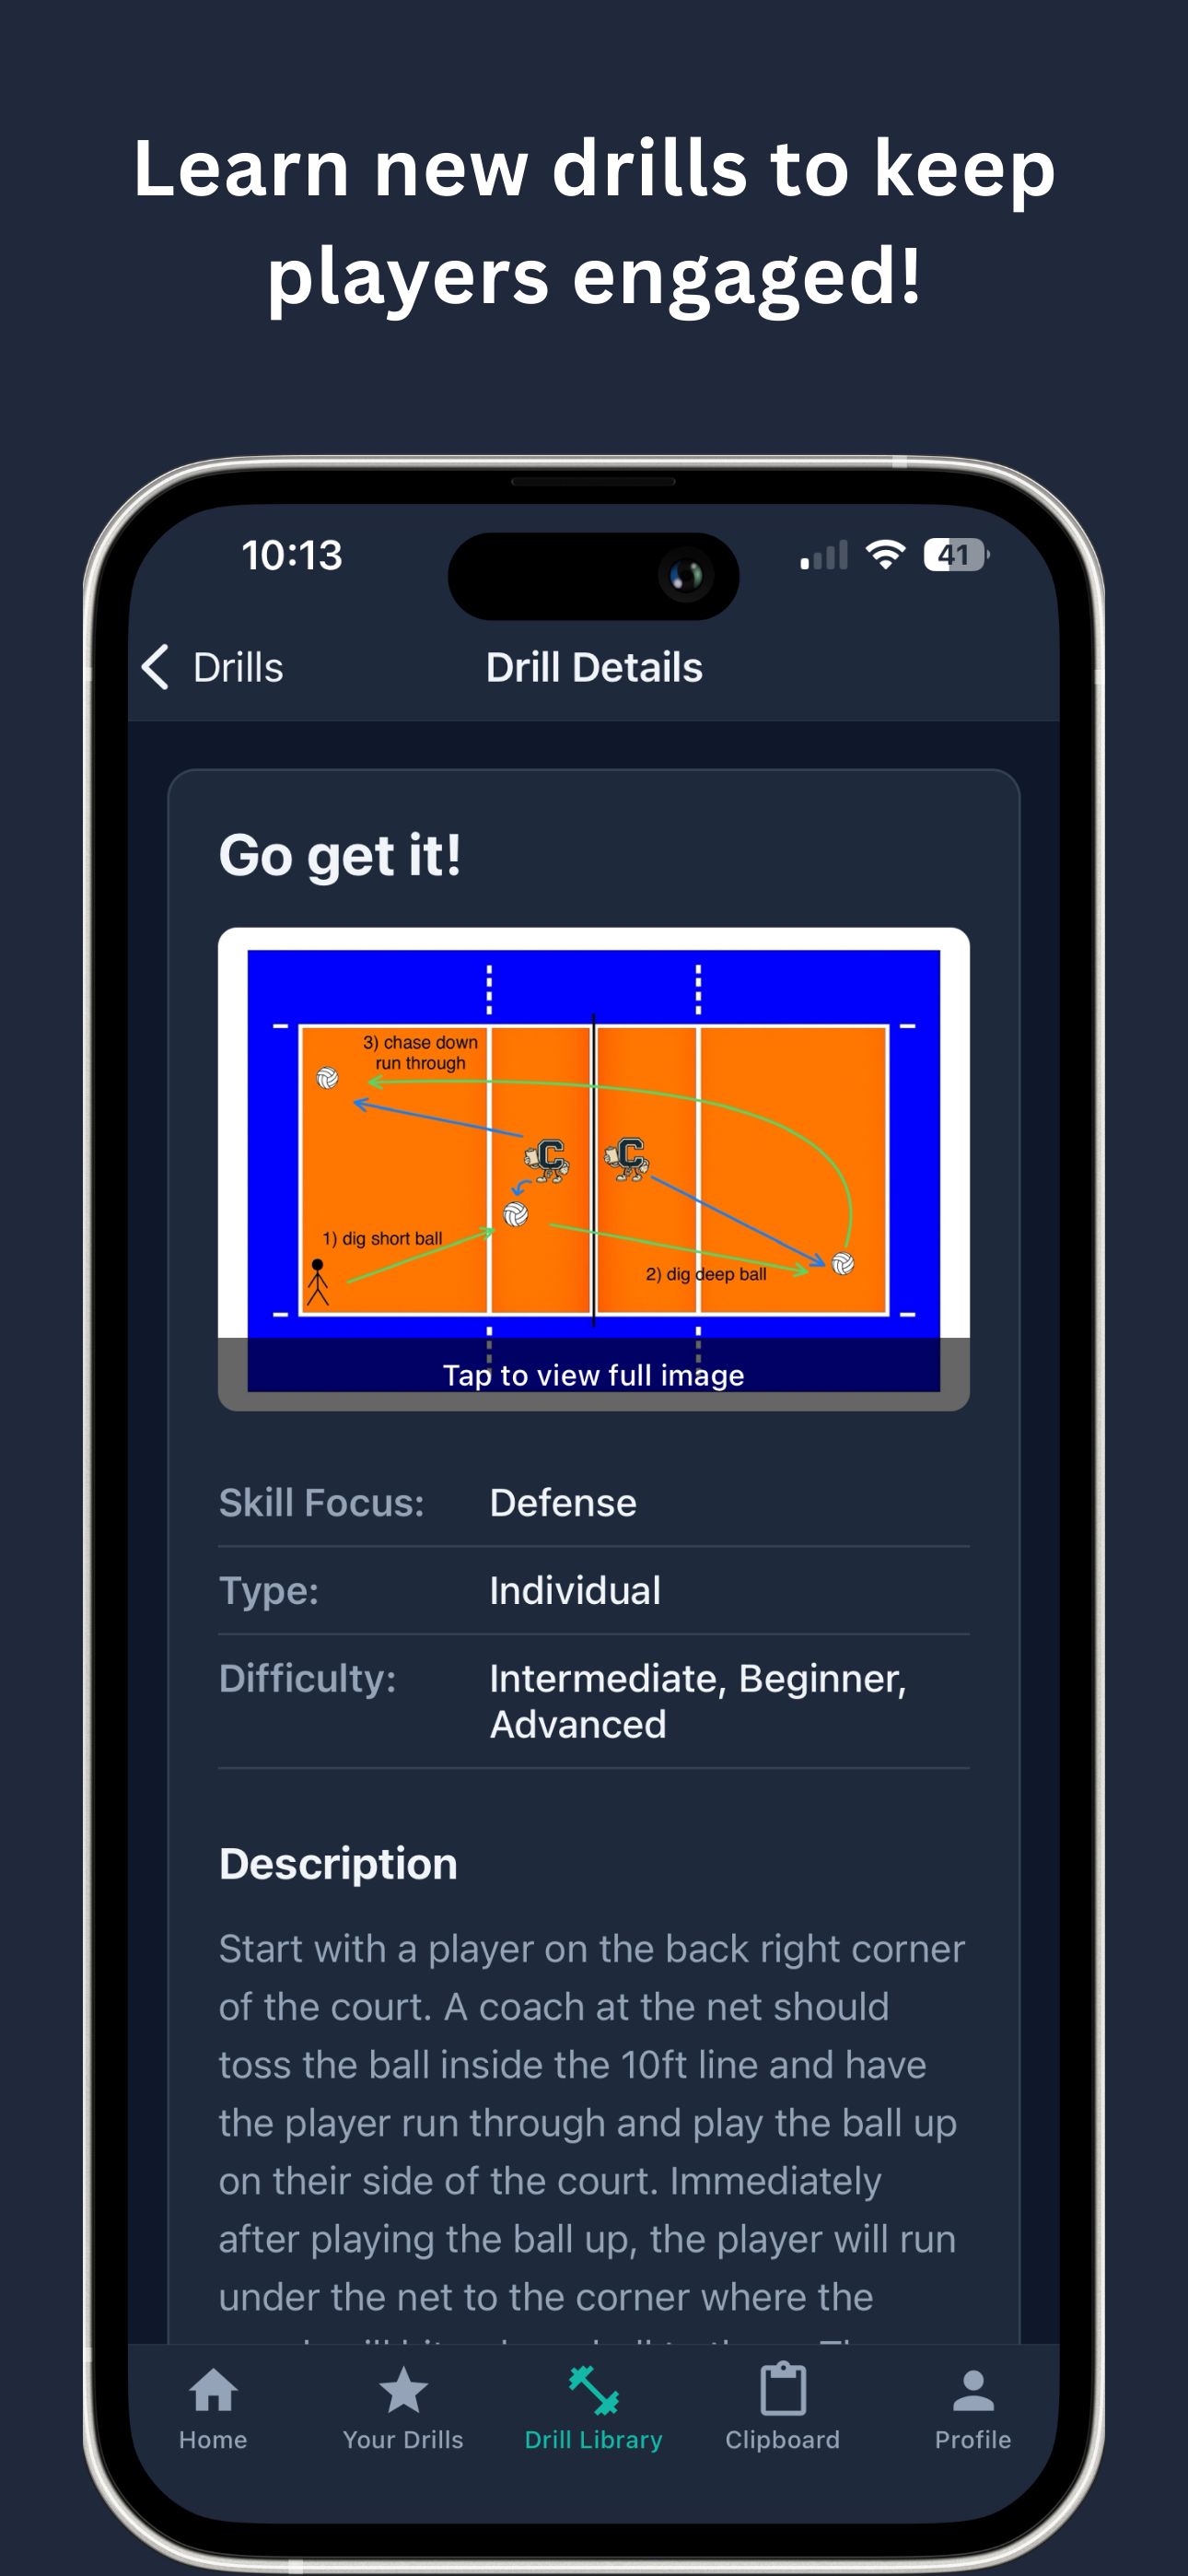 Learn new drills to keep
players engaged!
10:13
41
Drills
Drill Details
Go get it!
3) chase down
run through
C
C
1) dig short ball
2) dig deep ball
Tap to view full image
Skill Focus:
Defense
Type:
Individual
Difficulty:
Intermediate, Beginner,
Advanced
Description
Start with a player on the back right corner
of the court. A coach at the net should
toss the ball inside the 10ft line and have
the player run through and play the ball up
on their side of the court. Immediately
after playing the ball up, the player will run
under the net to the corner where the
Home
Your Drills
Drill Library
Clipboard
Profile